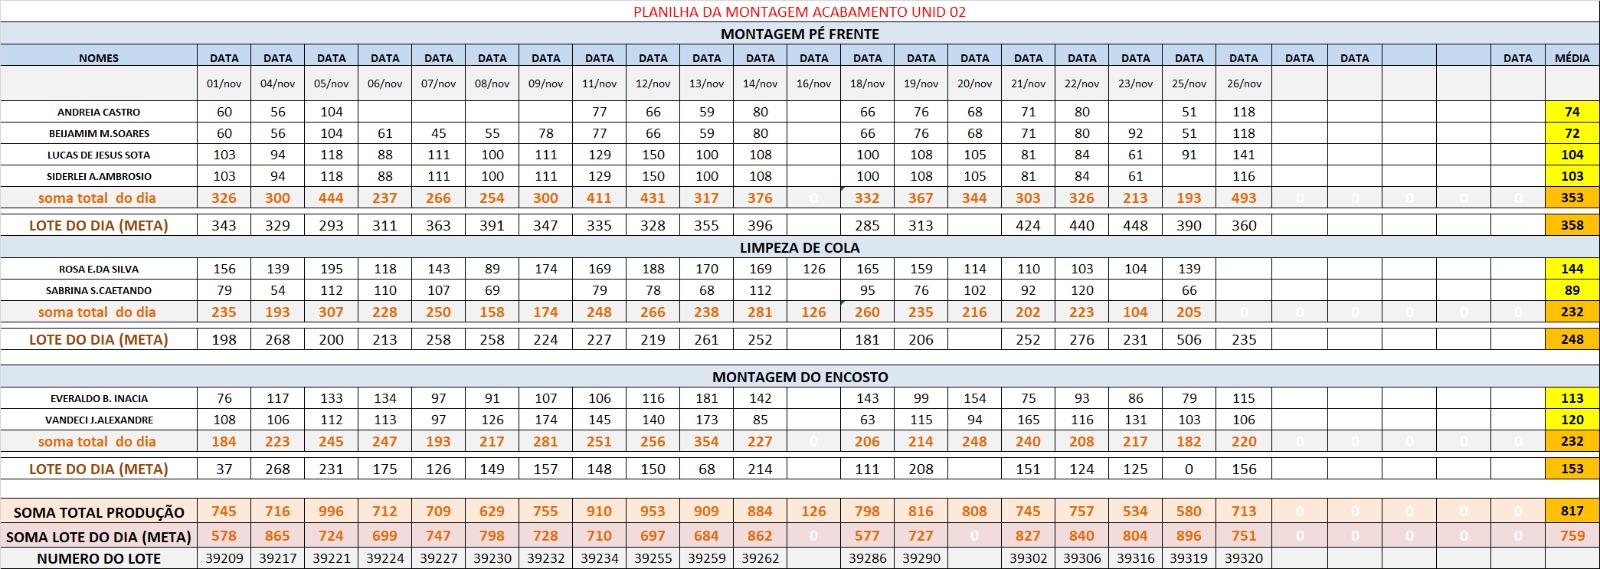 PLANILHA DA MONTAGEM ACABAMENTO UNID 02
MONTAGEM PÉ FRENTE
NOMES DATA DATA DATA DATA DATA DATA DATA DATA DATA DATA DATA DATA DATA DATA DATA DATA DATA DATA DATA DATA DATA DATA DATA MÉDIA
01/nov 04/nov 05/nov 06/nov 07/nov 08/nov 09/nov 11/nov 12/nov 13/nov 14/nov 16/nov 18/nov 19/nov 20/nov 21/nov 22/nov 23/nov 25/nov 26/nov
ANDREIA CASTRO 60 56 104 77 66 59 80 66 76 68 71 80 51 118 74
BEIJAMIM M.SOARES 60 56 104 61 45 55 78 77 66 59 80 66 76 68 71 80 92 51 118 72
LUCAS DE JESUS SOTA 103 94 118 88 111 100 111 129 150 100 108 100 108 105 81 84 61 91 141 104
SIDERLEI A.AMBROSIO 103 94 118 88 111 100 111 129 150 100 108 100 108 105 81 84 61 116 103
soma total do dia 326 300 444 237 266 254 300 411 431 317 376 0 332 367 344 303 326 213 193 493 0 0 0 0 0 353
LOTE DO DIA (META) 343 329 293 311 363 391 347 335 328 355 396 285 313 424 440 448 390 360 358
LIMPEZA DE COLA
ROSA E.DA SILVA 156 139 195 118 143 89 174 169 188 170 169 126 165 159 114 110 103 104 139 144
SABRINA S.CAETANDO 79 54 112 110 107 69 79 78 68 112 95 76 102 92 120 66 89
soma total do dia 235 193 307 228 250 158 174 248 266 238 281 126 260 235 216 202 223 104 205 0 0 0 0 0 0 232
LOTE DO DIA (META) 198 268 200 213 258 258 224 227 219 261 252 181 206 252 276 231 506 235 248
MONTAGEM DO ENCOSTO
EVERALDO B. INACIA 76 117 133 134 97 91 107 106 116 181 142 143 99 154 75 93 86 79 115 113
VANDECI J.ALEXANDRE 108 106 112 113 97 126 174 145 140 173 85 63 115 94 165 116 131 103 106 120
soma total do dia 184 223 245 247 193 217 281 251 256 354 227 0 206 214 248 240 208 217 182 220 0 0 0 0 0 232
LOTE DO DIA (META) 37 268 231 175 126 149 157 148 150 68 214 111 208 151 124 125 0 156 153
SOMA TOTAL PRODUÇÃO 745 716 996 712 709 629 755 910 953 909 884 126 798 816 808 745 757 534 580 713 817
SOMA LOTE DO DIA (META) 578 865 724 699 747 798 728 710 697 684 862 0 577 727 0 827 840 804 896 751 0 0 0 0 0 759
NUMERO DO LOTE 39209 39217 39221 39224 39227 39230 39232 39234 39255 39259 39262 39286 39290 39302 39306 39316 39319 39320